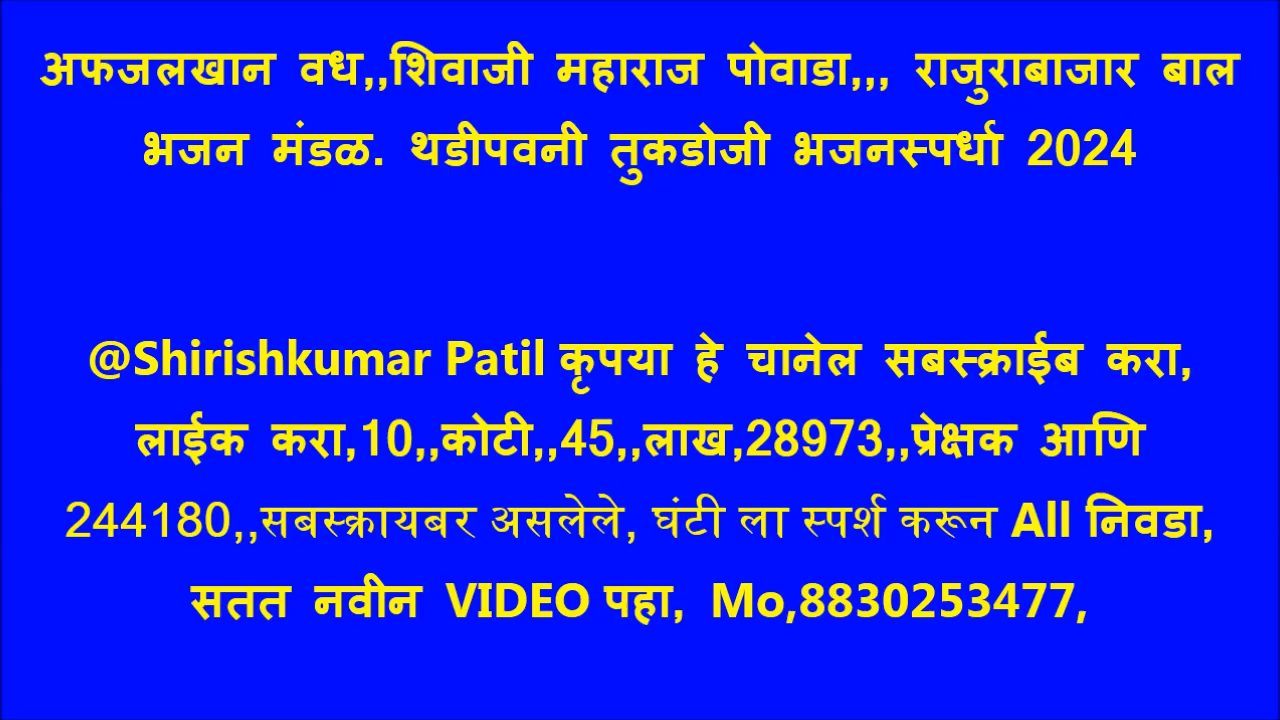 अफजलखान वध,,शिवाजी महाराज पोवाडा,,, राजुराबाजार बाल
भजन मंडळ. थडीपवनी तुकडोजी भजनस्पर्धा 2024
@Shirishkumar Patil कृपया हे चानेल सबस्क्राईब करा,
लाईक करा,10,,कोटी,,45,,लाख,28973,,प्रेक्षक आणि
244180,,सबस्क्रायबर असलेले, घंटी ला स्पर्श करून All निवडा,
सतत नवीन VIDEO पहा, Mo,8830253477,